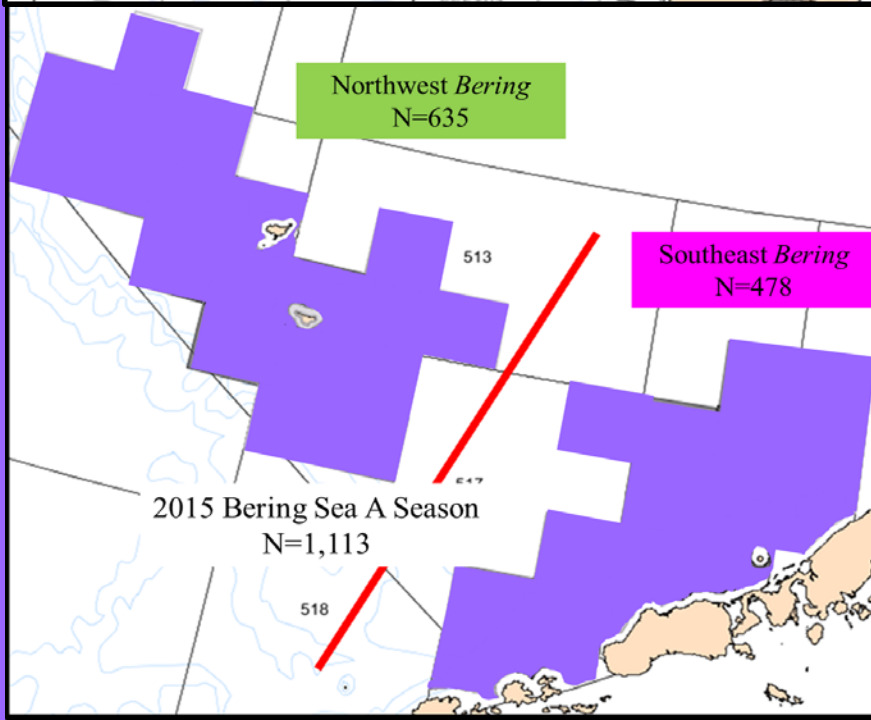 Northwest Bering
N=635
513
Southeast Bering
N=478
2015 Bering Sea A Season
N=1,113
518